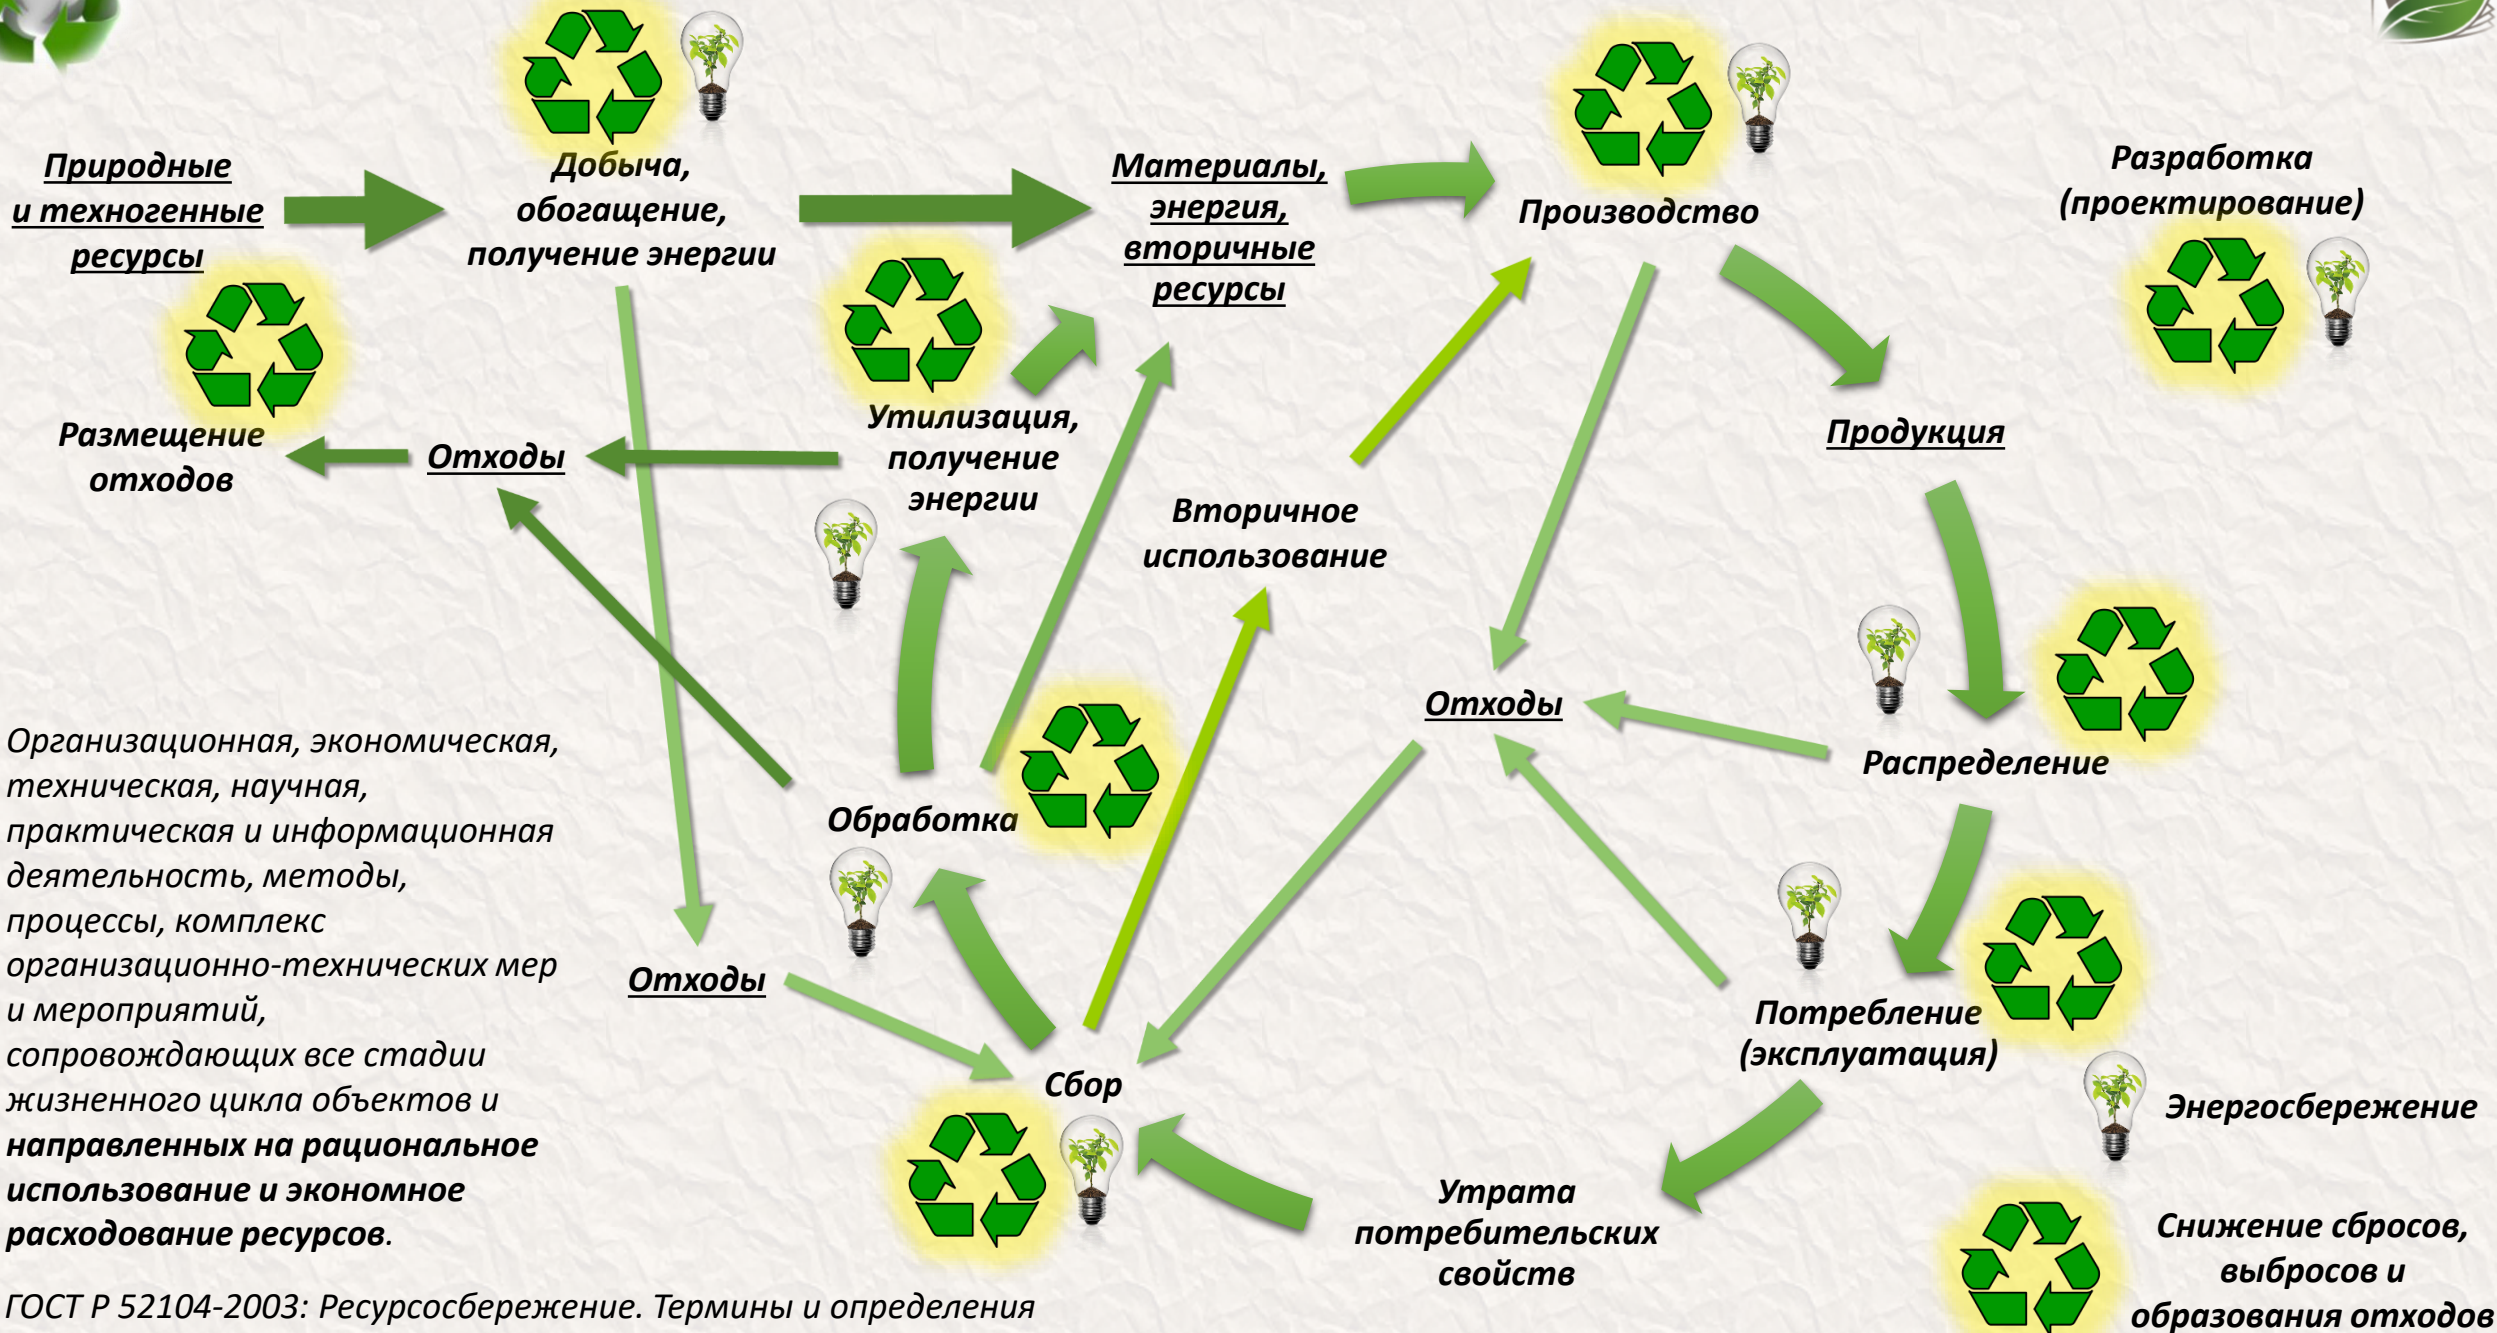 Природные
и техногенные
ресурсы
Добыча,
обогащение,
получение энергии
Материалы,
энергия,
вторичные
ресурсы
Производство
Разработка
(проектирование)
Размещение
отходов
Отходы
Утилизация,
получение
энергии
Вторичное
использование
Продукция
Отходы
Распределение
Обработка
Отходы
Сбор
Потребление
(эксплуатация)
Утрата
потребительских
свойств
Энергосбережение
Снижение сбросов,
выбросов и
образования отходов
Организационная, экономическая,
техническая, научная,
практическая и информационная
деятельность, методы,
процессы, комплекс
организационно-технических мер
и мероприятий,
сопровождающих все стадии
жизненного цикла объектов и
направленных на рациональное
использование и экономное
расходование ресурсов.
ГОСТ Р 52104-2003: Ресурсосбережение. Термины и определения